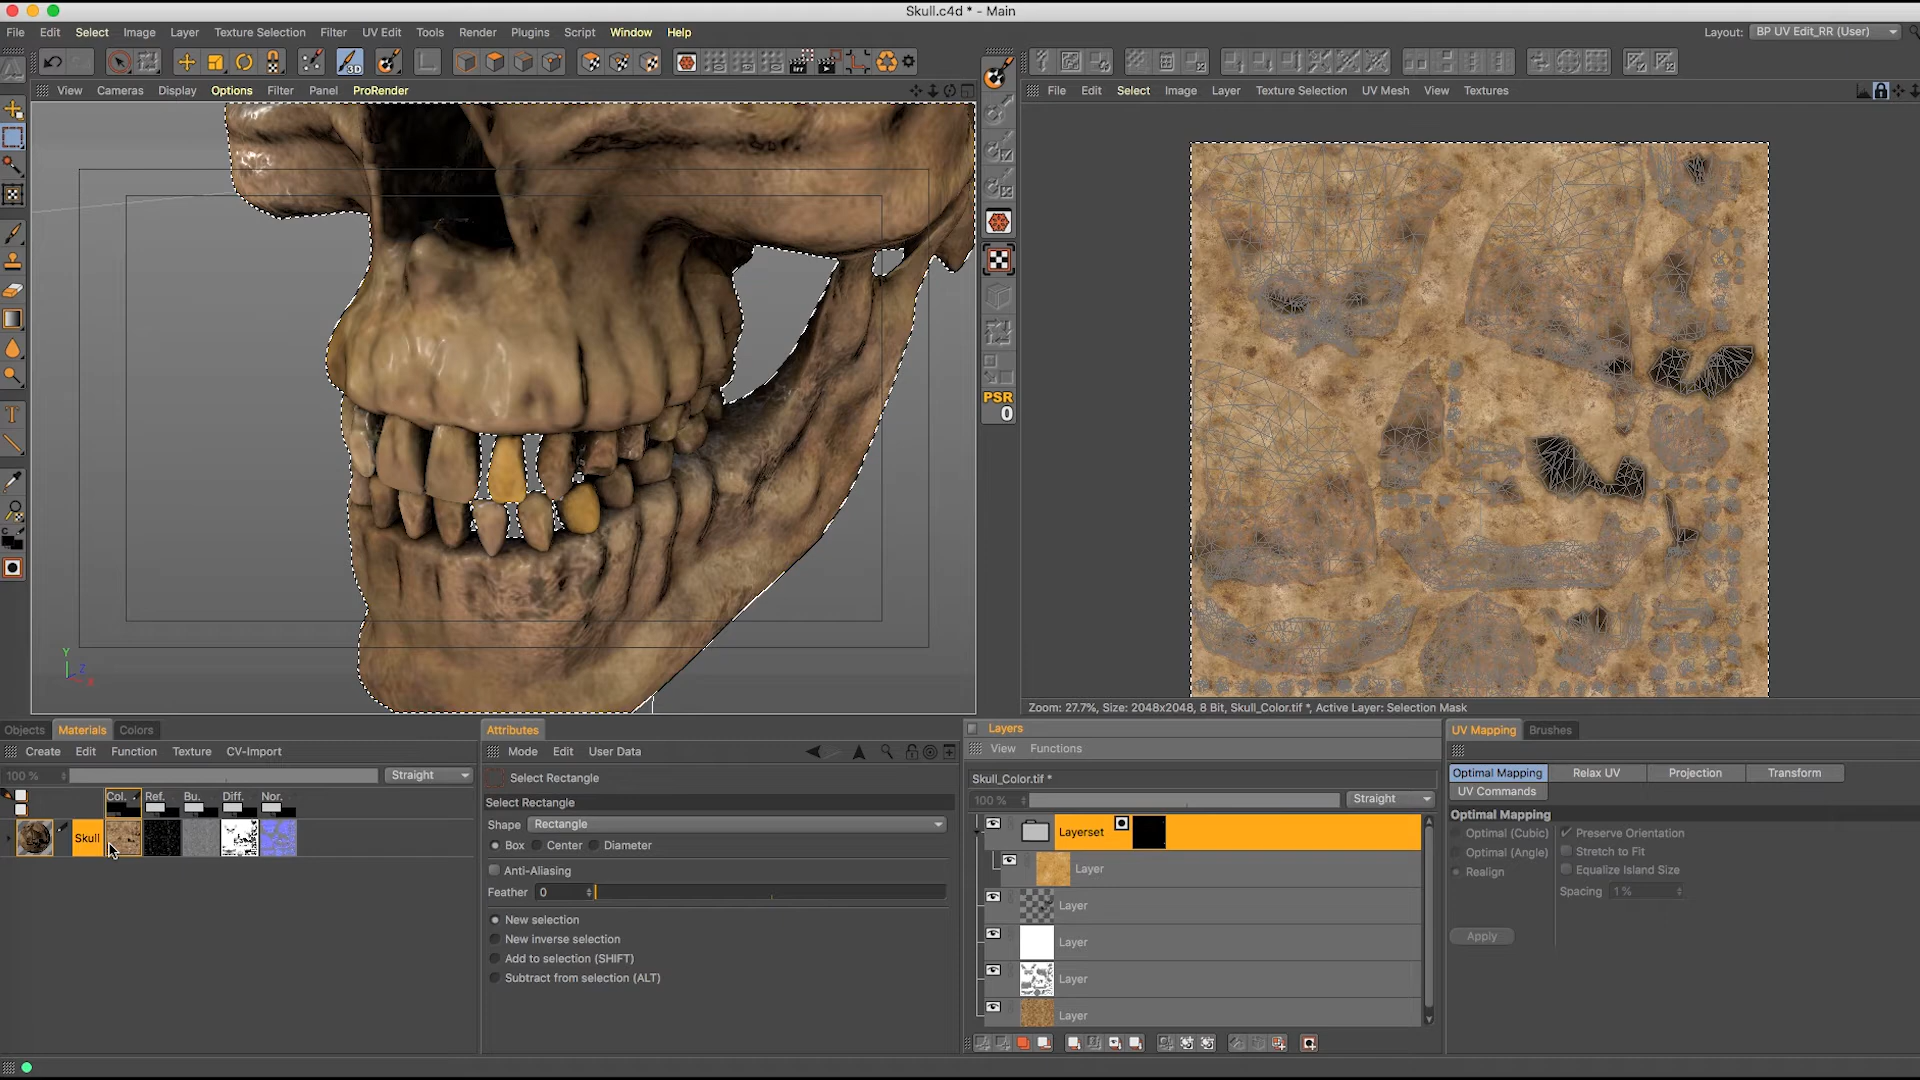 Skull.c4d * - Main
File Edit Select Image Layer Texture Selection Filter UV Edit Tools Render Plugins Script Window Help
Layout: BP UV Edit_RR (User)
3D
View Cameras Display Options Filter Panel ProRender
File Edit Select Image Layer Texture Selection UV Mesh View Textures
PSR
0
Y
Z
X
Zoom: 27.7%, Size: 2048x2048, 8 Bit, Skull_Color.tif *, Active Layer: Selection Mask
Objects Materials Colors
Create Edit Function Texture CV-Import
100 % Straight
Col. Ref. Bu. Diff. Nor.
Skull
Attributes
Mode Edit User Data
Select Rectangle
Select Rectangle
Shape Rectangle
Box Center Diameter
Anti-Aliasing
Feather 0
New selection
New inverse selection
Add to selection (SHIFT)
Subtract from selection (ALT)
Layers
View Functions
Skull_Color.tif *
100 % Straight
Layerset
Layer
Layer
Layer
Layer
Layer
UV Mapping Brushes
Optimal Mapping Relax UV Projection Transform
UV Commands
Optimal Mapping
Optimal (Cubic) Preserve Orientation
Optimal (Angle) Stretch to Fit
Realign Equalize Island Size
Spacing 1 %
Apply